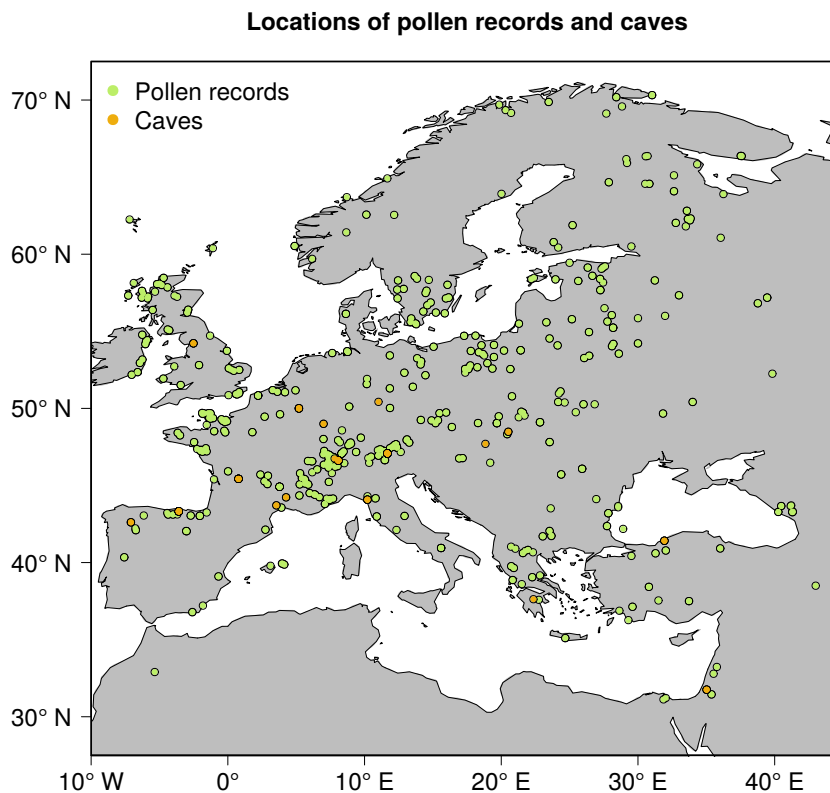 Locations of pollen records and caves
Pollen records
Caves
70° N
60° N
50° N
40° N
30° N
10° W 0° 10° E 20° E 30° E 40° E